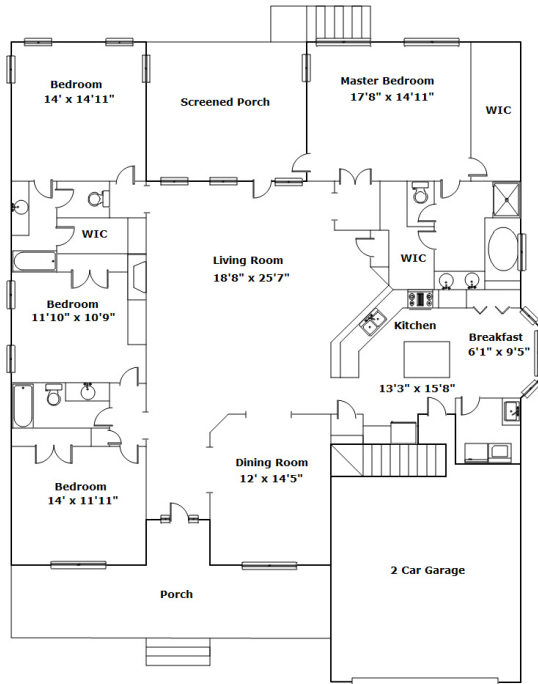 Bedroom
14' x 14'11"
Screened Porch
Master Bedroom
17'8" x 14'11"
WIC
WIC
Living Room
18'8" x 25'7"
WIC
Bedroom
11'10" x 10'9"
Kitchen
13'3" x 15'8"
Breakfast
6'1" x 9'5"
Dining Room
12' x 14'5"
Bedroom
14' x 11'11"
2 Car Garage
Porch